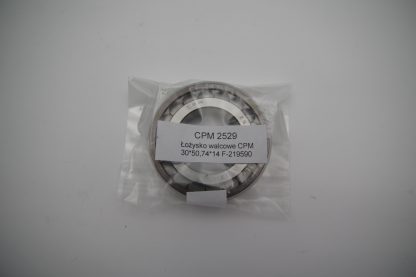 CPM 2529
Łożysko walcowe CPM
30*50,74*14 F-219590